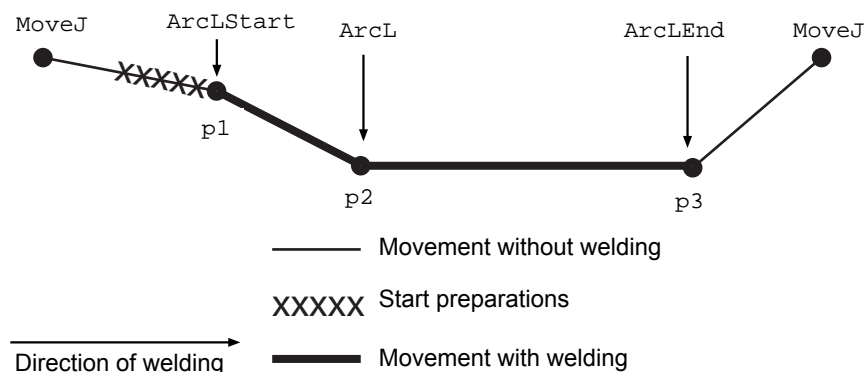 MoveJ
ArcLStart
ArcL
ArcLEnd
MoveJ
XXXXX
p1
p2
p3
Movement without welding
XXXXX Start preparations
Direction of welding
Movement with welding